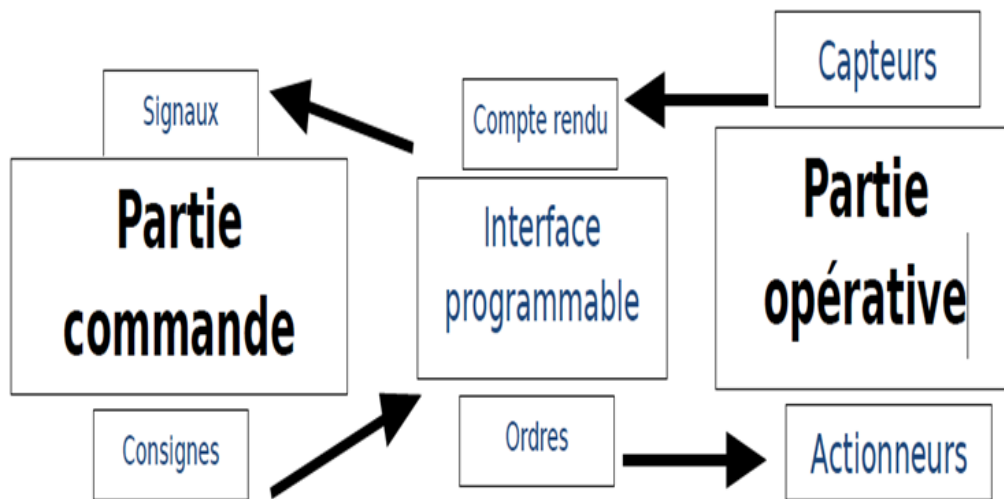 Capteurs
Signaux
Compte rendu
Partie
commande
Interface
programmable
Partie
opérative
Consignes
Ordres
Actionneurs